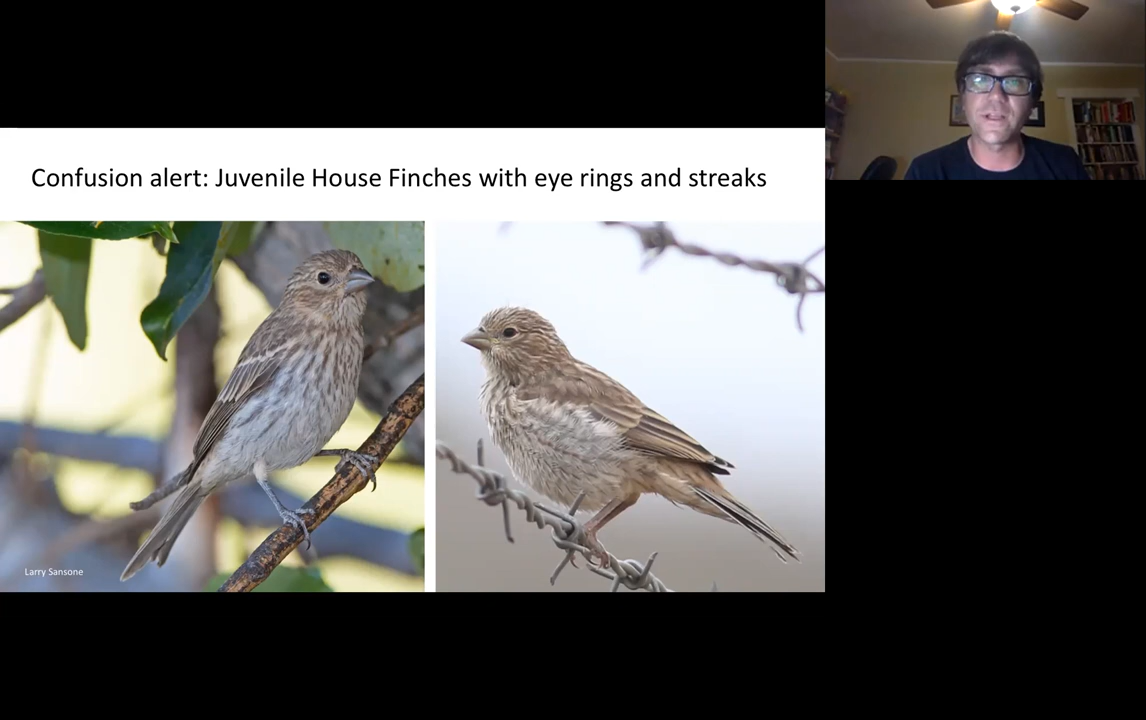 Confusion alert: Juvenile House Finches with eye rings and streaks
Larry Sansone